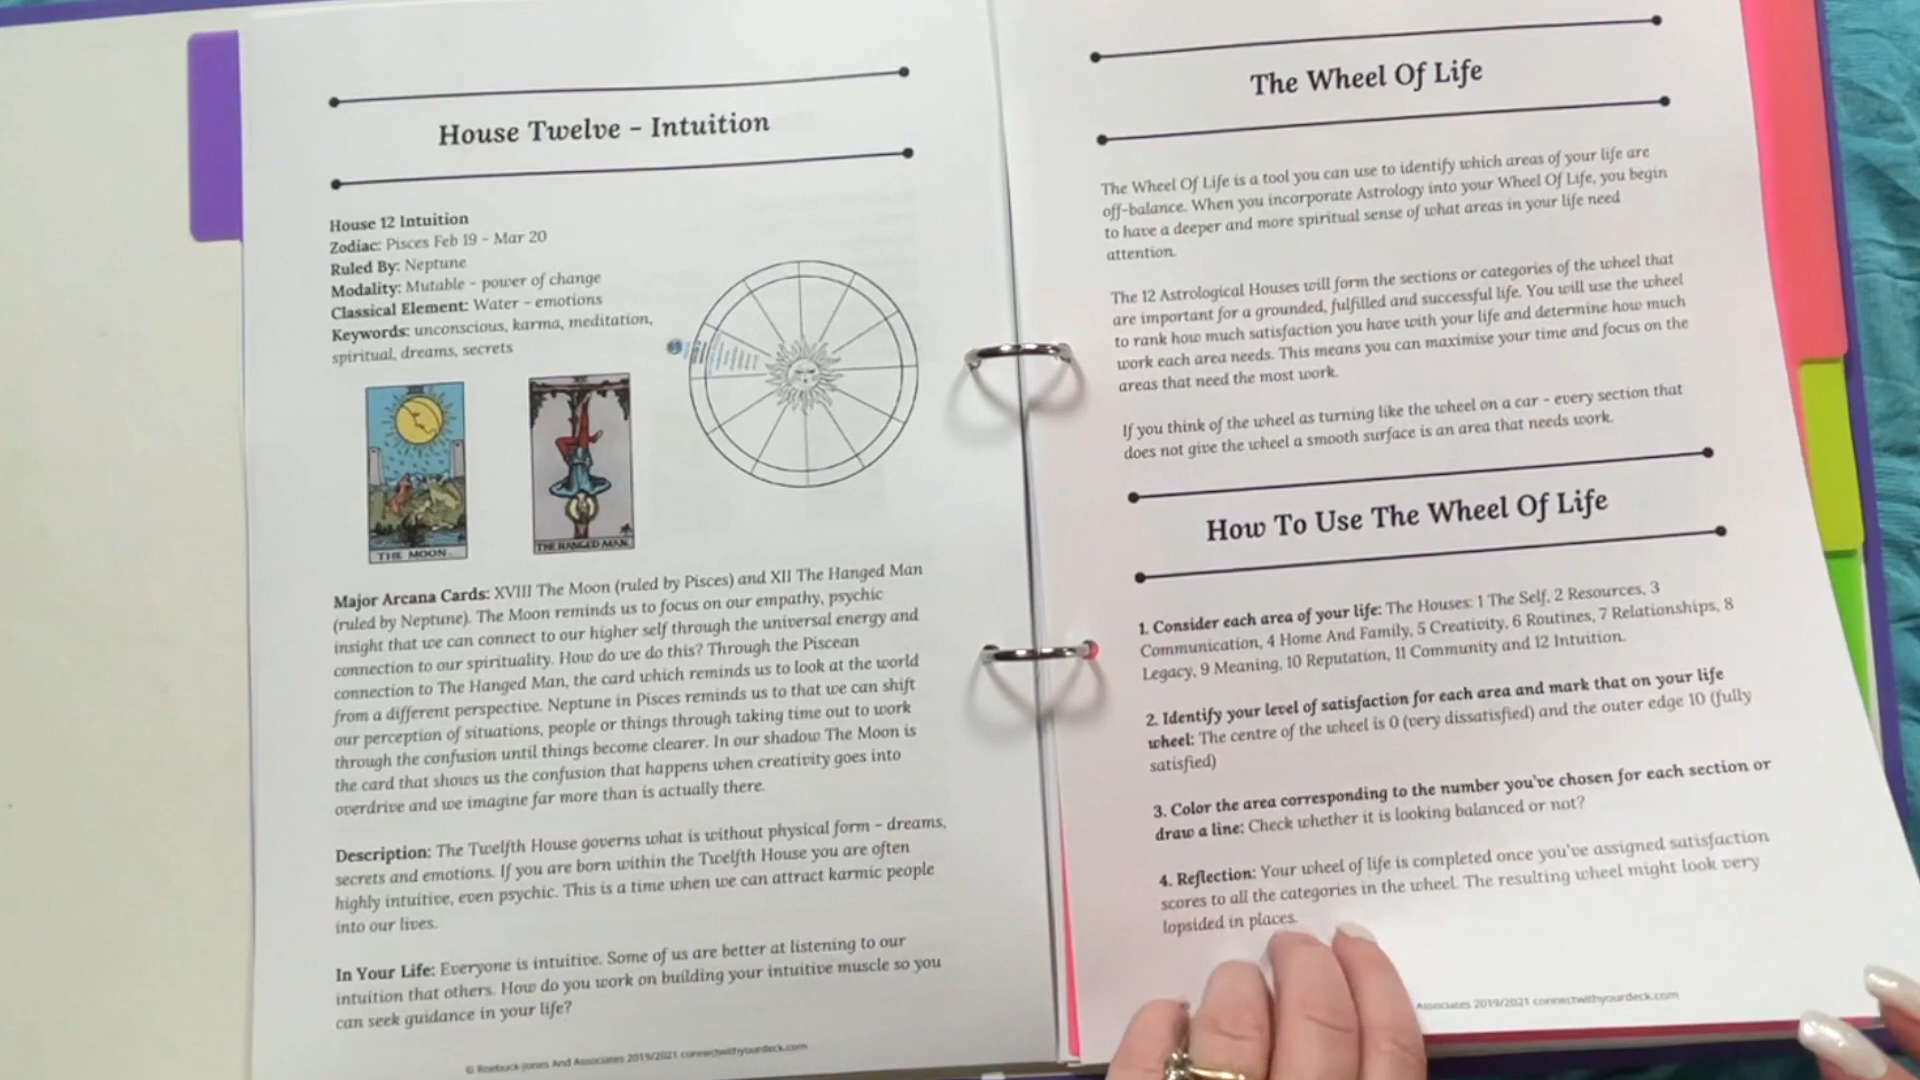 House Twelve - Intuition
House 12 Intuition
Zodiac: Pisces Feb 19 - Mar 20
Ruled By: Neptune
Modality: Mutable - power of change
Classical Element: Water - emotions
Keywords: unconscious, karma, meditation,
spiritual, dreams, secrets
THE MOON.
THE HANGED MAN.
Major Arcana Cards: XVIII The Moon (ruled by Pisces) and XII The Hanged Man
(ruled by Neptune). The Moon reminds us to focus on our empathy, psychic
insight that we can connect to our higher self through the universal energy and
connection to our spirituality. How do we do this? Through the Piscean
connection to The Hanged Man, the card which reminds us to look at the world
from a different perspective. Neptune in Pisces reminds us to that we can shift
our perception of situations, people or things through taking time out to work
through the confusion until things become clearer. In our shadow The Moon is
the card that shows us the confusion that happens when creativity goes into
overdrive and we imagine far more than is actually there.
Description: The Twelfth House governs what is without physical form - dreams,
secrets and emotions. If you are born within the Twelfth House you are often
highly intuitive, even psychic. This is a time when we can attract karmic people
into our lives.
In Your Life: Everyone is intuitive. Some of us are better at listening to our
intuition that others. How do you work on building your intuitive muscle so you
can seek guidance in your life?
© Roebuck-Jones And Associates 2019/2021 connectwithyourdeck.com
The Wheel Of Life
The Wheel Of Life is a tool you can use to identify which areas of your life are
off-balance. When you incorporate Astrology into your Wheel Of Life, you begin
to have a deeper and more spiritual sense of what areas in your life need
attention.
The 12 Astrological Houses will form the sections or categories of the wheel that
are important for a grounded, fulfilled and successful life. You will use the wheel
to rank how much satisfaction you have with your life and determine how much
work each area needs. This means you can maximise your time and focus on the
areas that need the most work.
If you think of the wheel as turning like the wheel on a car - every section that
does not give the wheel a smooth surface is an area that needs work.
How To Use The Wheel Of Life
1. Consider each area of your life: The Houses: 1 The Self, 2 Resources, 3
Communication, 4 Home And Family, 5 Creativity, 6 Routines, 7 Relationships, 8
Legacy, 9 Meaning, 10 Reputation, 11 Community and 12 Intuition.
2. Identify your level of satisfaction for each area and mark that on your life
wheel: The centre of the wheel is 0 (very dissatisfied) and the outer edge 10 (fully
satisfied)
3. Color the area corresponding to the number you've chosen for each section or
draw a line: Check whether it is looking balanced or not?
4. Reflection: Your wheel of life is completed once you've assigned satisfaction
scores to all the categories in the wheel. The resulting wheel might look very
lopsided in places.
Associates 2019/2021 connectwithyourdeck.com